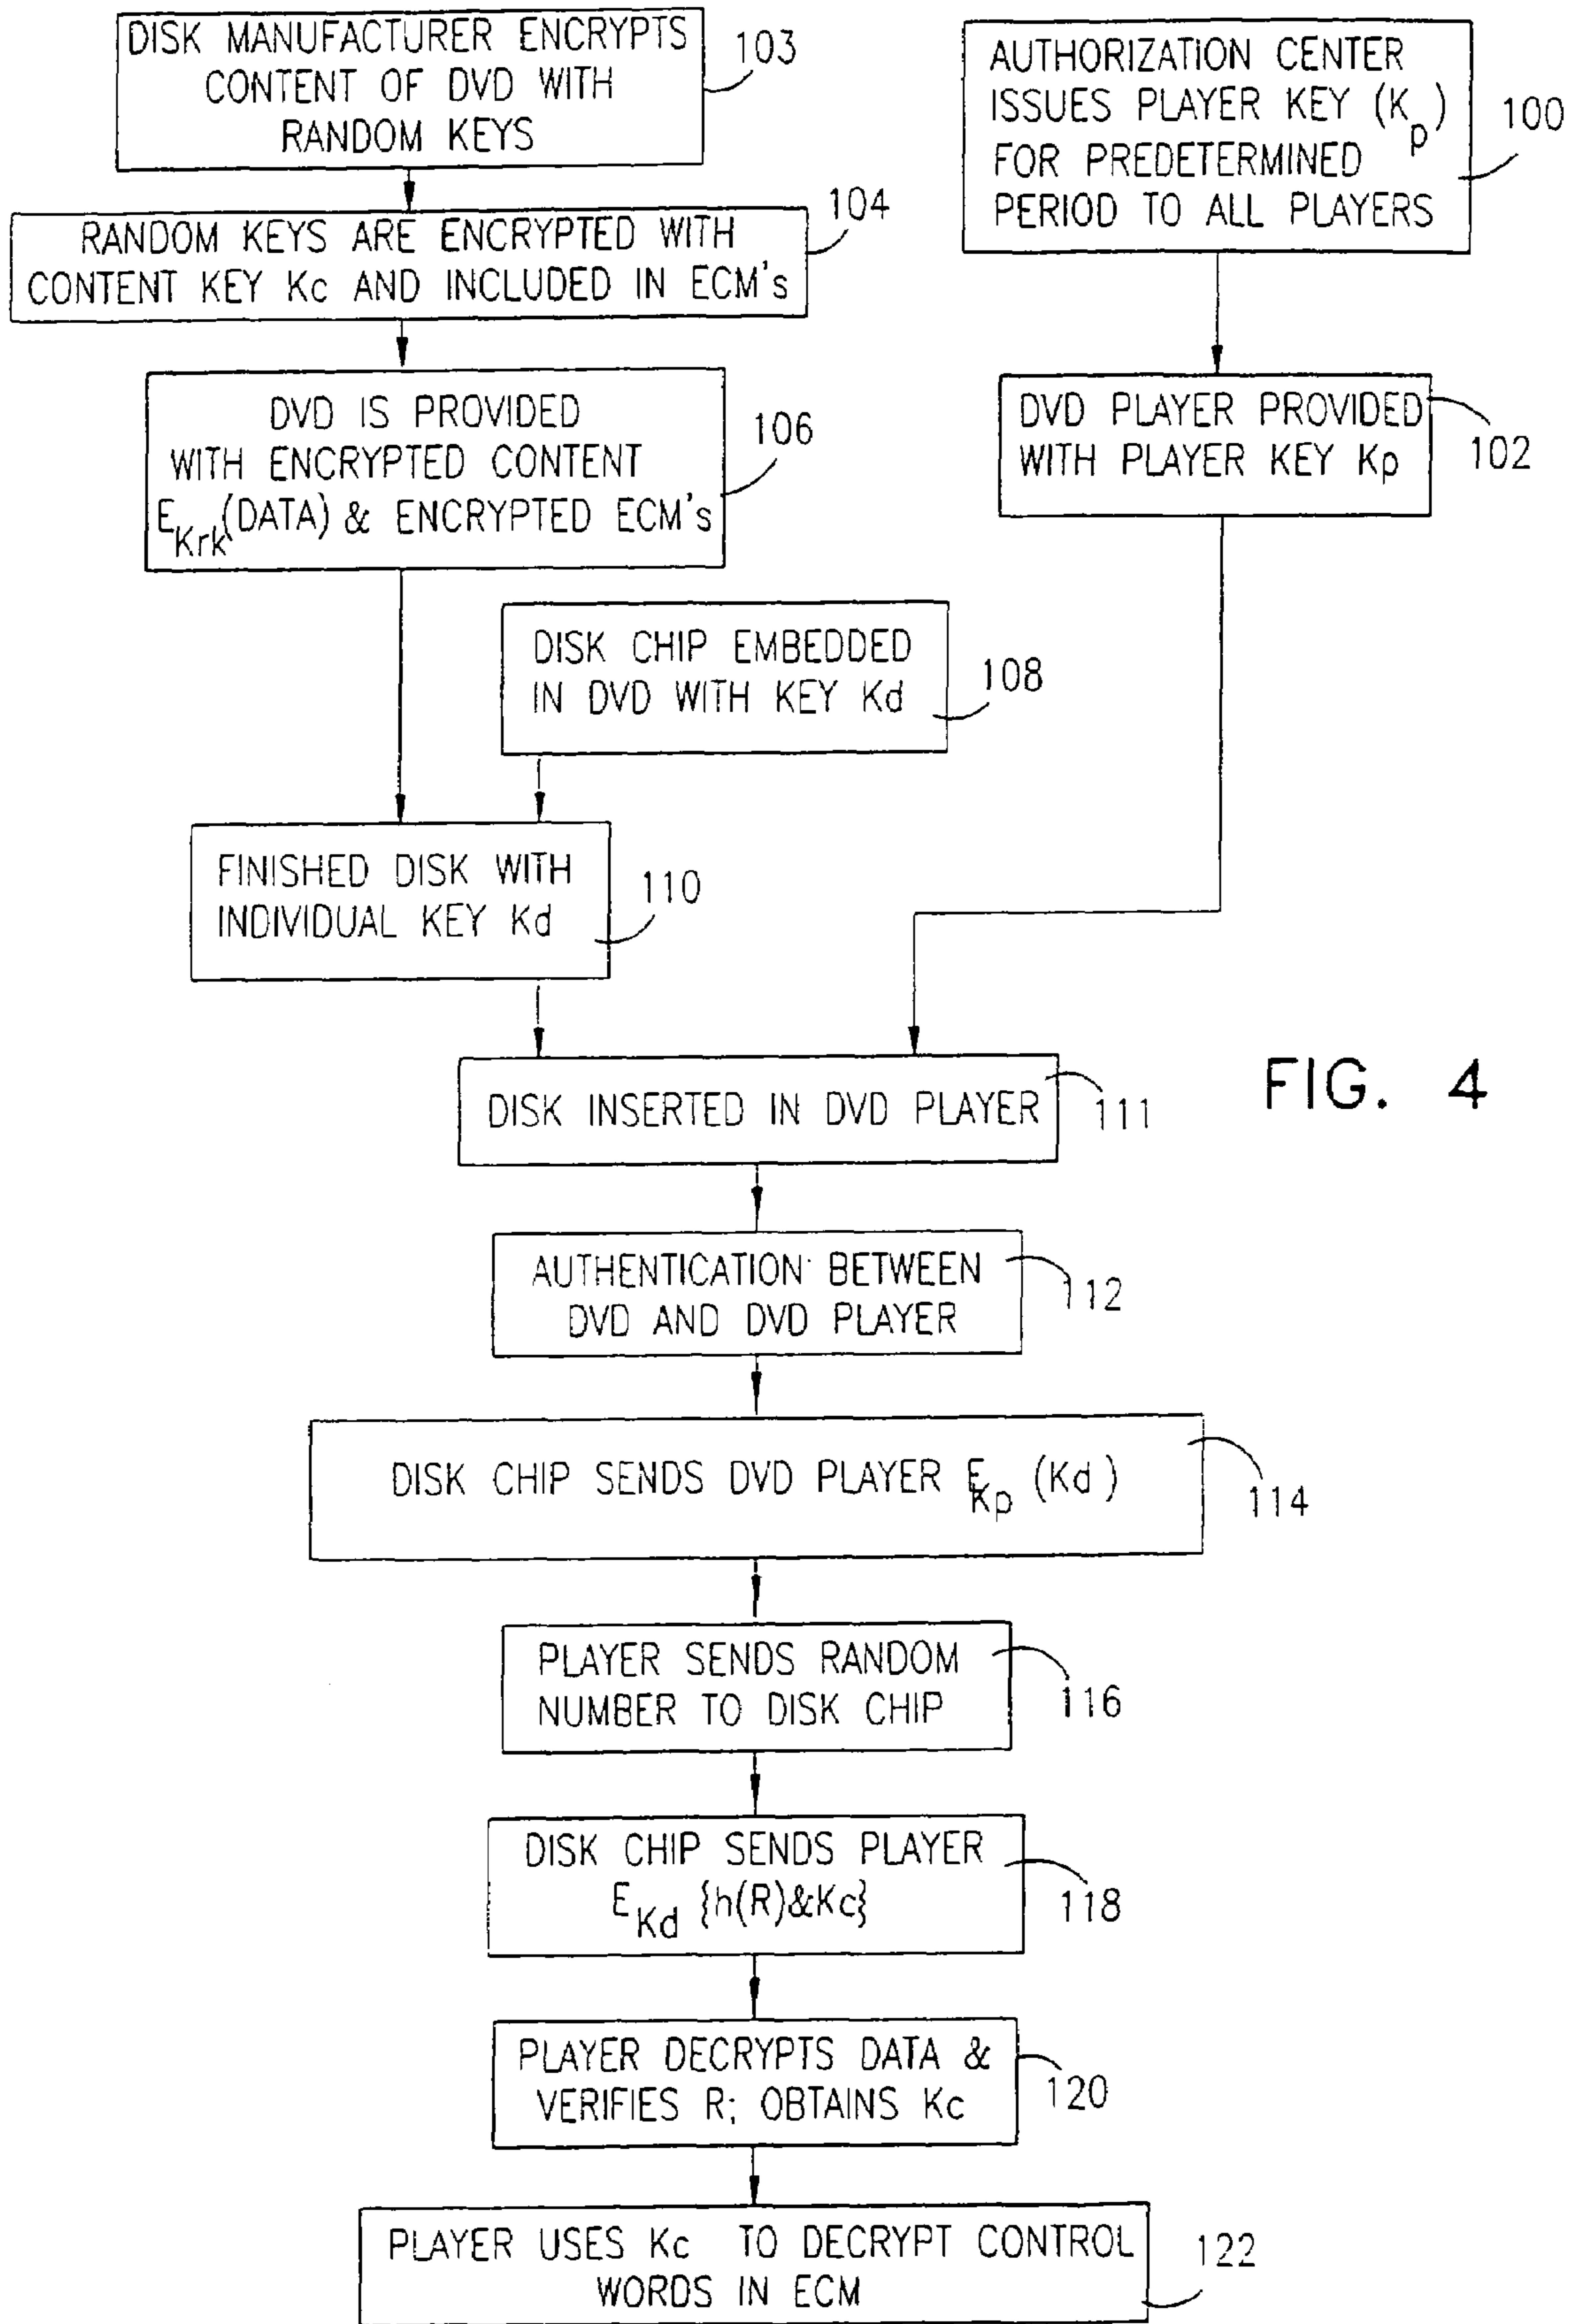 DISK MANUFACTURER ENCRYPTS
CONTENT OF DVD WITH
RANDOM KEYS
103
AUTHORIZATION CENTER
ISSUES PLAYER KEY (Kp)
FOR PREDETERMINED
PERIOD TO ALL PLAYERS
100
RANDOM KEYS ARE ENCRYPTED WITH
CONTENT KEY Kc AND INCLUDED IN ECM's
104
DVD IS PROVIDED
WITH ENCRYPTED CONTENT
EKrk(DATA) & ENCRYPTED ECM's
106
DVD PLAYER PROVIDED
WITH PLAYER KEY Kp
102
DISK CHIP EMBEDDED
IN DVD WITH KEY Kd
108
FINISHED DISK WITH
INDIVIDUAL KEY Kd
110
DISK INSERTED IN DVD PLAYER
111
FIG. 4
AUTHENTICATION BETWEEN
DVD AND DVD PLAYER
112
DISK CHIP SENDS DVD PLAYER EKp (Kd)
114
PLAYER SENDS RANDOM
NUMBER TO DISK CHIP
116
DISK CHIP SENDS PLAYER
EKd {h(R)&Kc}
118
PLAYER DECRYPTS DATA &
VERIFIES R; OBTAINS Kc
120
PLAYER USES Kc TO DECRYPT CONTROL
WORDS IN ECM
122